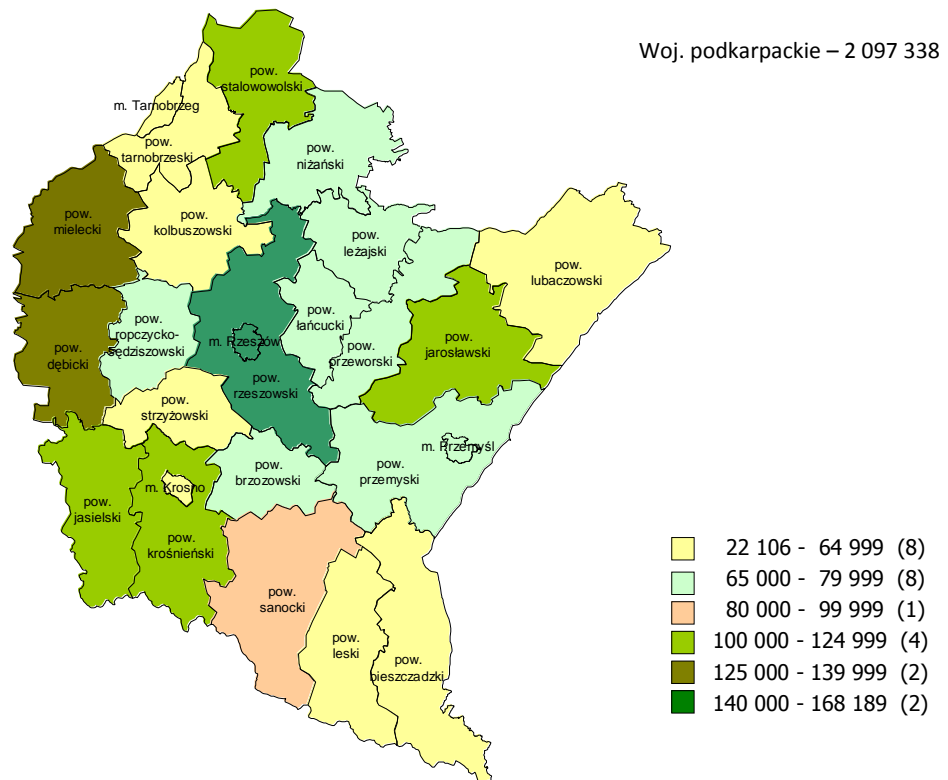 Woj. podkarpackie – 2 097 338
pow.
stalowowolski
m. Tarnobrzeg
pow.
tarnobrzeski
pow.
niżański
pow.
mielecki
pow.
kolbuszowski
pow.
leżajski
pow.
lubaczowski
pow.
ropczycko-
sędziszowski
pow.
łańcucki
m. Rzeszów
pow.
przeworski
pow.
jarosławski
pow.
dębicki
pow.
rzeszowski
pow.
strzyżowski
m. Przemyśl
pow.
brzozowski
pow.
przemyski
m. Krosno
pow.
jasielski
pow.
krośnieński
pow.
sanocki
pow.
leski
pow.
bieszczadzki
22 106 - 64 999 (8)
65 000 - 79 999 (8)
80 000 - 99 999 (1)
100 000 - 124 999 (4)
125 000 - 139 999 (2)
140 000 - 168 189 (2)